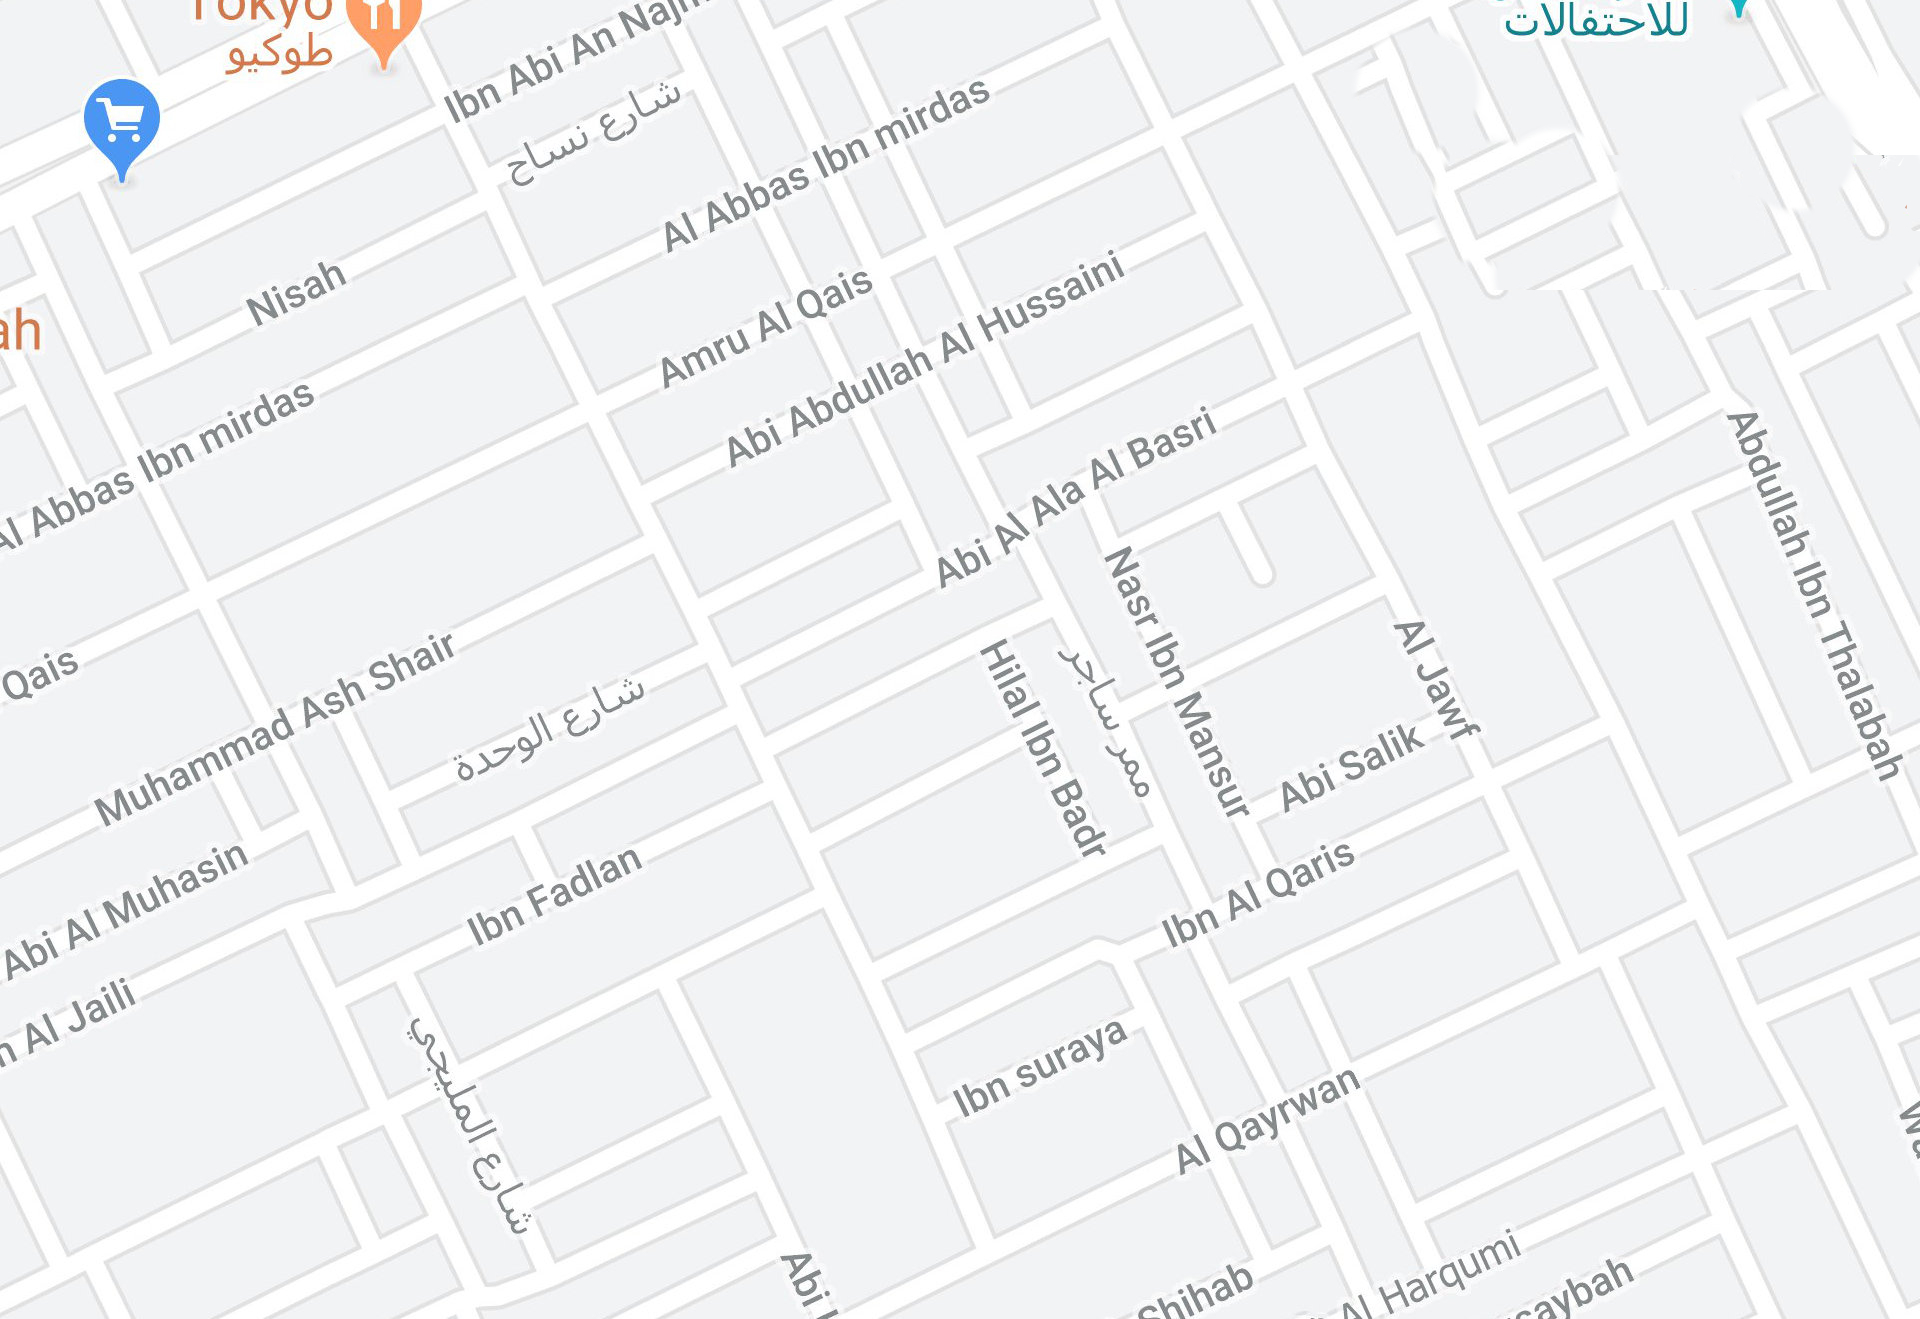 Tokyo
طوكيو
للاحتفالات
Ibn Abi An Najm
شارع نساح
Al Abbas Ibn mirdas
Nisah
ah
Amru Al Qais
Abi Abdullah Al Hussaini
Al Abbas Ibn mirdas
Abi Al Ala Al Basri
Abdullah Ibn Thalabah
Nasr Ibn Mansur
Qais
Muhammad Ash Shair
شارع الوحدة
Hilal Ibn Badr
ممر ساجر
Al Jawf
Abi Salik
Abi Al Muhasin
Ibn Fadlan
Ibn Al Qaris
n Al Jaili
شارع المليجي
Ibn suraya
Al Qayrwan
Abi
Shihab
Al Harqumi
saybah